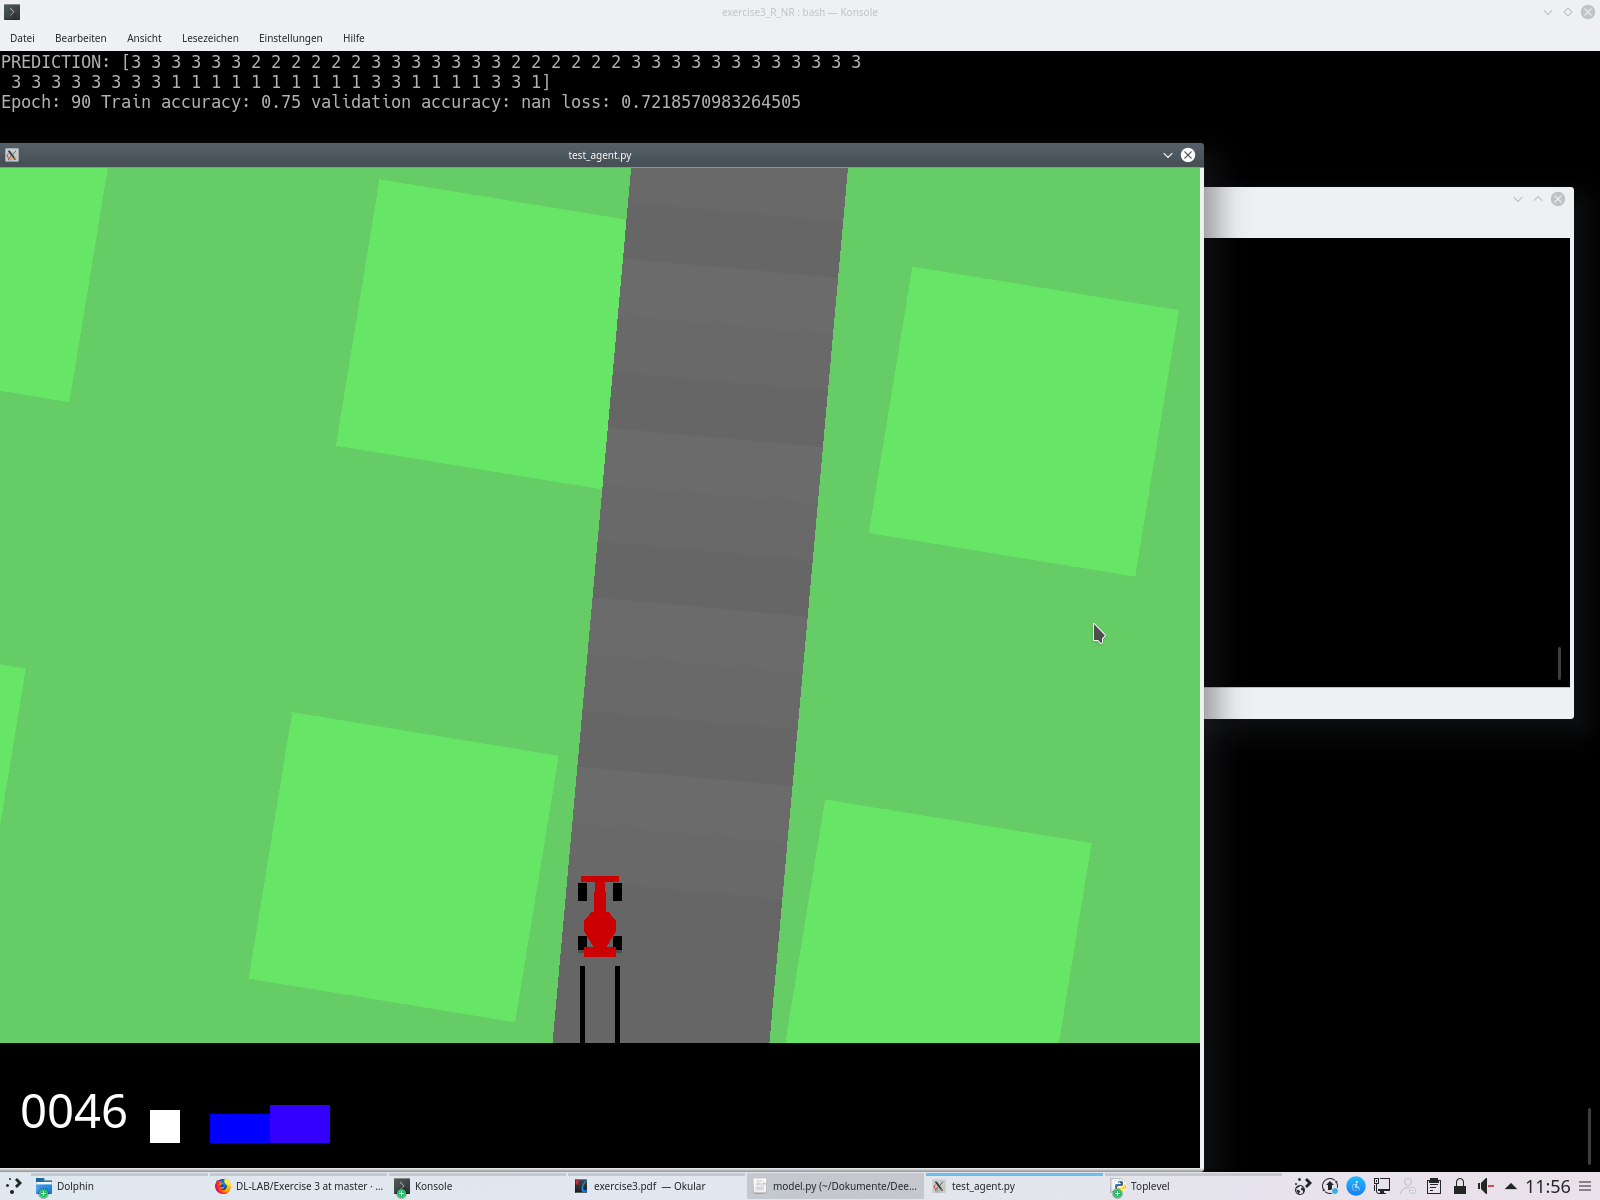 exercise3_R_NR : bash — Konsole
Datei Bearbeiten Ansicht Lesezeichen Einstellungen Hilfe
PREDICTION: [3 3 3 3 3 3 2 2 2 2 2 2 3 3 3 3 3 3 3 2 2 2 2 2 2 3 3 3 3 3 3 3 3 3 3 3 3
3 3 3 3 3 3 3 3 1 1 1 1 1 1 1 1 1 1 3 3 1 1 1 1 3 3 1]
Epoch: 90 Train accuracy: 0.75 validation accuracy: nan loss: 0.7218570983264505
test_agent.py
0046
Dolphin DL-LAB/Exercise 3 at master · ... Konsole exercise3.pdf — Okular model.py (~/Dokumente/Dee... test_agent.py Toplevel 11:56